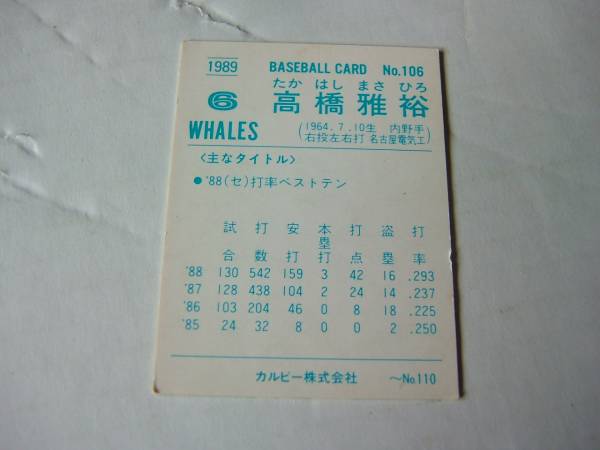 1989 BASEBALL CARD No.106
たか はし まさ ひろ
6 高橋雅裕
WHALES (1964.7.10生 内野手
右投左右打 名古屋電気工)
〈主なタイトル〉
●'88(セ)打率ベストテン
試合 打数 安打 本塁打 打点 盗塁 打率
'88 130 542 159 3 42 16 .293
'87 128 438 104 2 24 14 .237
'86 103 204 46 0 8 18 .225
'85 24 32 8 0 0 2 .250
カルビー株式会社 〜No.110